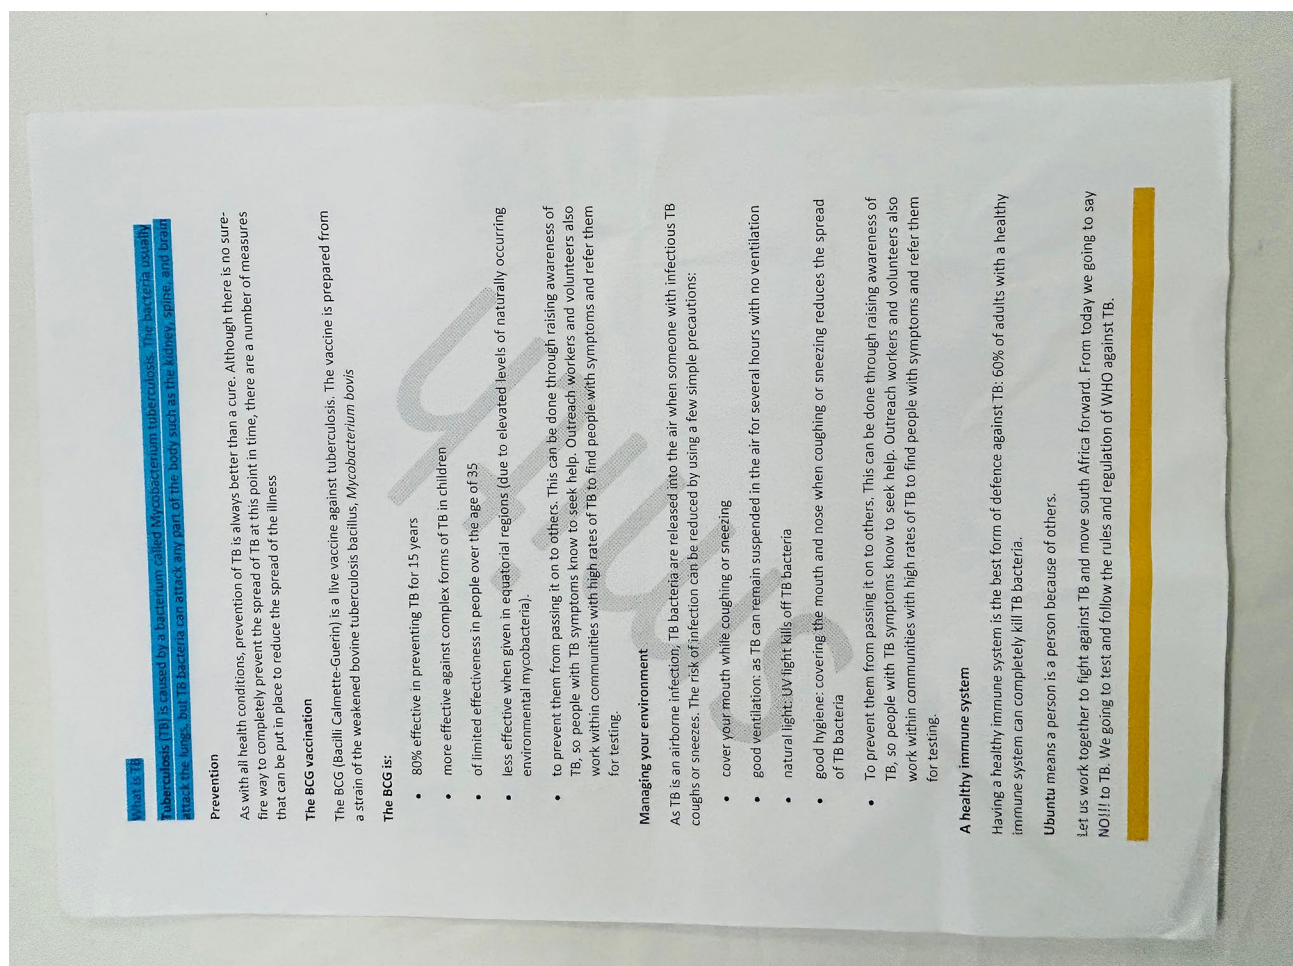 What is TB
Tuberculosis (TB) is caused by a bacterium called Mycobacterium tuberculosis. The bacteria usually
attack the lungs, but TB bacteria can attack any part of the body such as the kidney, spine, and brain
Prevention
As with all health conditions, prevention of TB is always better than a cure. Although there is no sure-
fire way to completely prevent the spread of TB at this point in time, there are a number of measures
that can be put in place to reduce the spread of the illness
The BCG vaccination
The BCG (Bacilli Calmette-Guerin) is a live vaccine against tuberculosis. The vaccine is prepared from
a strain of the weakened bovine tuberculosis bacillus, Mycobacterium bovis
The BCG is:
• 80% effective in preventing TB for 15 years
• more effective against complex forms of TB in children
• of limited effectiveness in people over the age of 35
• less effective when given in equatorial regions (due to elevated levels of naturally occurring
environmental mycobacteria).
• to prevent them from passing it on to others. This can be done through raising awareness of
TB, so people with TB symptoms know to seek help. Outreach workers and volunteers also
work within communities with high rates of TB to find people with symptoms and refer them
for testing.
Managing your environment
As TB is an airborne infection, TB bacteria are released into the air when someone with infectious TB
coughs or sneezes. The risk of infection can be reduced by using a few simple precautions:
• cover your mouth while coughing or sneezing
• good ventilation: as TB can remain suspended in the air for several hours with no ventilation
• natural light: UV light kills off TB bacteria
• good hygiene: covering the mouth and nose when coughing or sneezing reduces the spread
of TB bacteria
• To prevent them from passing it on to others. This can be done through raising awareness of
TB, so people with TB symptoms know to seek help. Outreach workers and volunteers also
work within communities with high rates of TB to find people with symptoms and refer them
for testing.
A healthy immune system
Having a healthy immune system is the best form of defence against TB: 60% of adults with a healthy
immune system can completely kill TB bacteria.
Ubuntu means a person is a person because of others.
Let us work together to fight against TB and move south Africa forward. From today we going to say
NO!!! to TB. We going to test and follow the rules and regulation of WHO against TB.